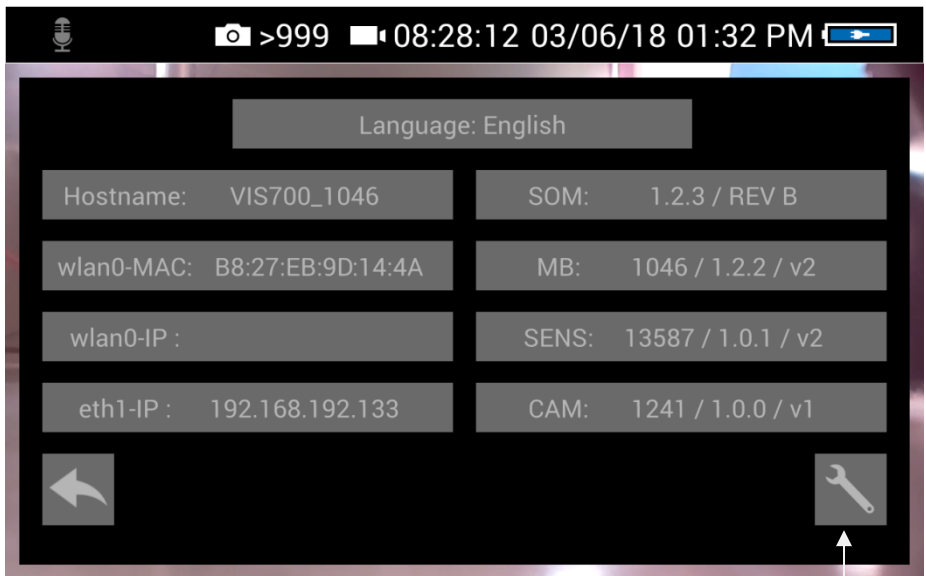 >999 08:28:12 03/06/18 01:32 PM
Language: English
Hostname: VIS700_1046
SOM: 1.2.3 / REV B
wlan0-MAC: B8:27:EB:9D:14:4A
MB: 1046 / 1.2.2 / v2
wlan0-IP :
SENS: 13587 / 1.0.1 / v2
eth1-IP : 192.168.192.133
CAM: 1241 / 1.0.0 / v1